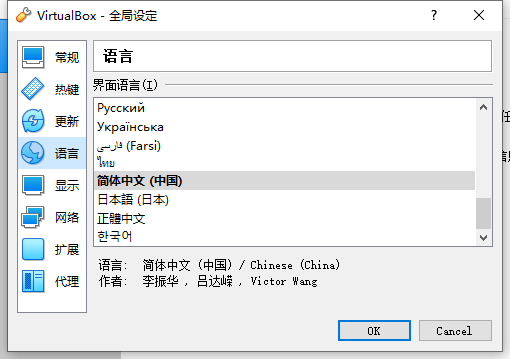 VirtualBox - 全局设定
常规
热键
更新
语言
显示
网络
扩展
代理
语言
界面语言(I)
Русский
Українська
فارسی (Farsi)
ไทย
简体中文 (中国)
日本語 (日本)
正體中文
한국어
语言: 简体中文 (中国) / Chinese (China)
作者: 李振华 , 吕达嵘 , Victor Wang
OK
Cancel